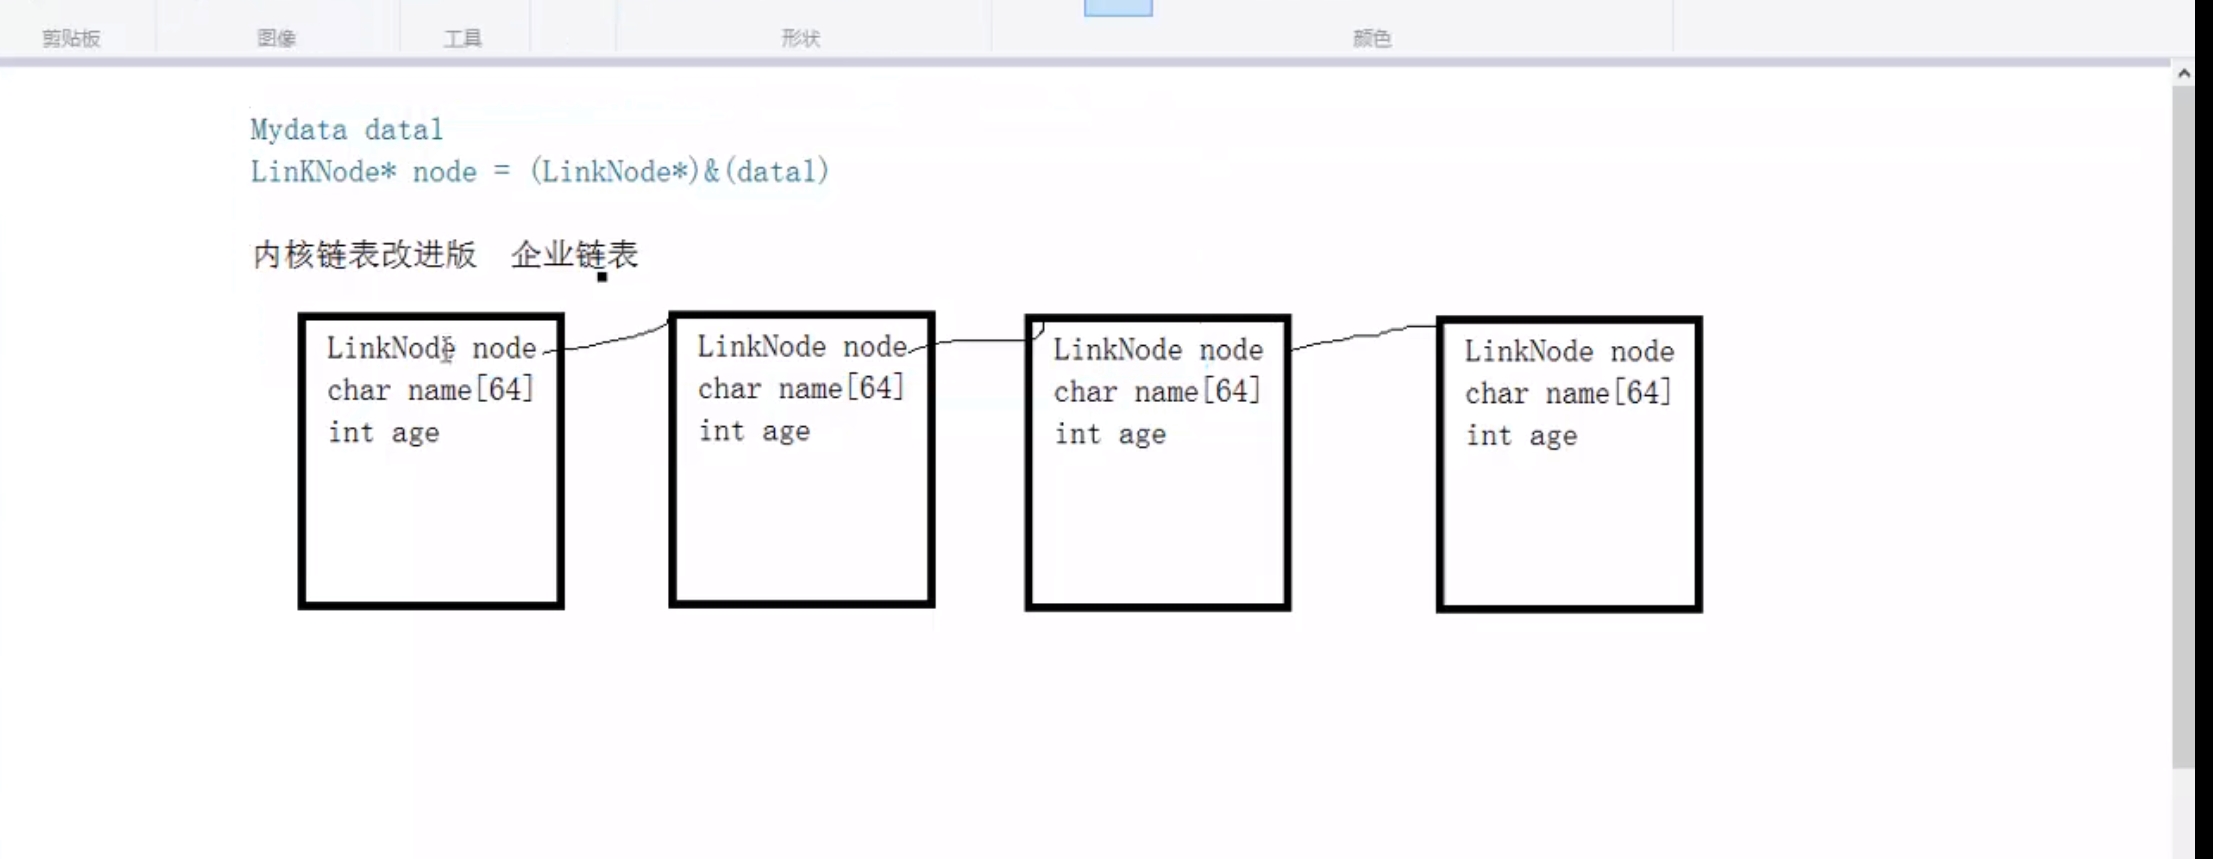 剪贴板 图像 工具 形状 颜色
Mydata data1
LinKNode* node = (LinkNode*)&(data1)
内核链表改进版 企业链表
LinkNode node
char name[64]
int age
LinkNode node
char name[64]
int age
LinkNode node
char name[64]
int age
LinkNode node
char name[64]
int age